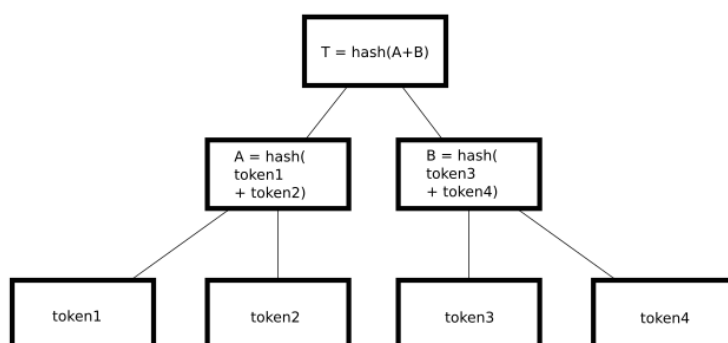 T = hash(A+B)
A = hash(
token1
+ token2)
B = hash(
token3
+ token4)
token1
token2
token3
token4